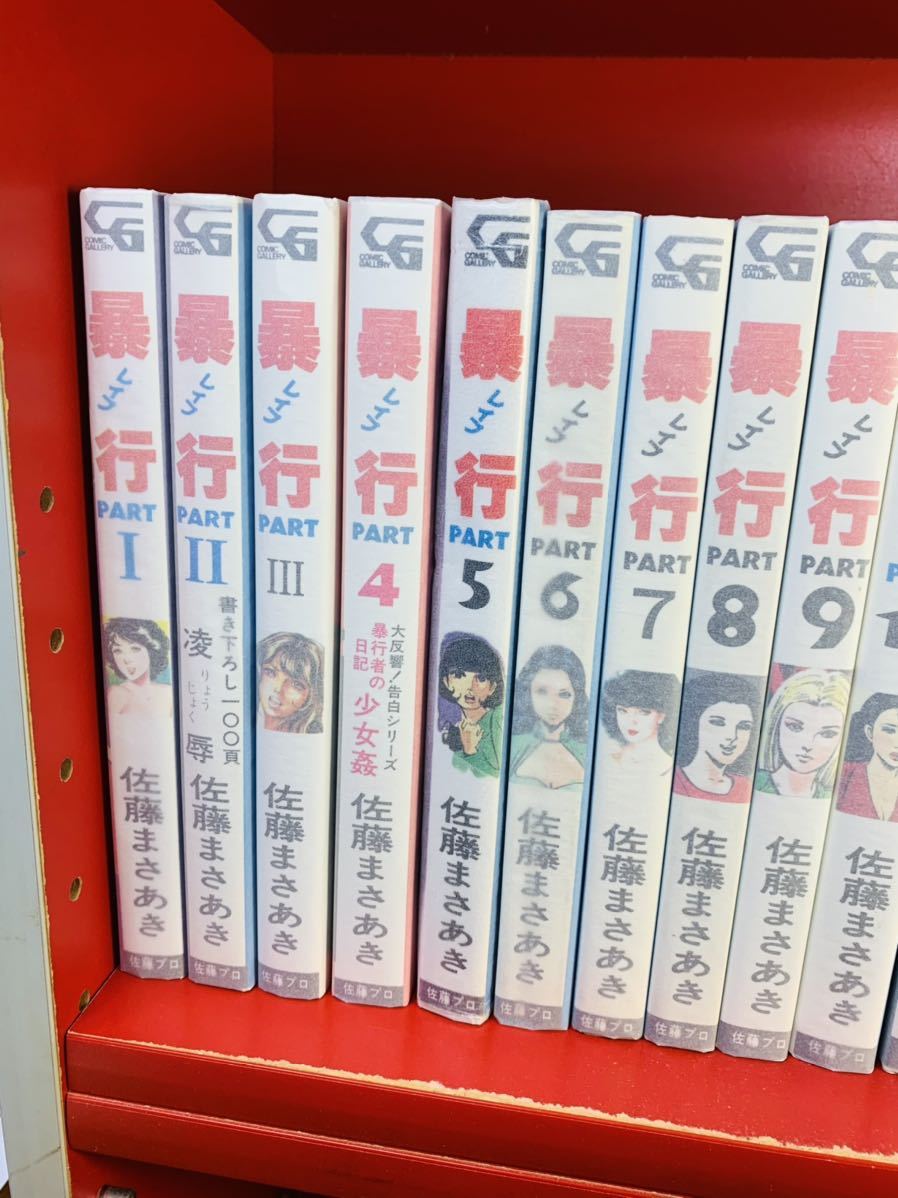 CG
COMIC
GALLERY
暴行
レイプ
PART
I
佐藤まさあき
佐藤プロ
CG
COMIC
GALLERY
暴行
レイプ
PART
II
書き下ろし一〇〇頁
凌辱
りょうじょく
佐藤まさあき
佐藤プロ
CG
COMIC
GALLERY
暴行
レイプ
PART
III
佐藤まさあき
佐藤プロ
CG
COMIC
GALLERY
暴行
レイプ
PART
4
大反響!告白シリーズ
暴行者の日記
少女姦
佐藤まさあき
佐藤プロ
CG
COMIC
GALLERY
暴行
レイプ
PART
5
佐藤まさあき
佐藤プロ
CG
COMIC
GALLERY
暴行
レイプ
PART
6
佐藤まさあき
佐藤プロ
CG
COMIC
GALLERY
暴行
レイプ
PART
7
佐藤まさあき
佐藤プロ
CG
COMIC
GALLERY
暴行
レイプ
PART
8
佐藤まさあき
佐藤プロ
CG
COMIC
GALLERY
暴行
レイプ
PART
9
佐藤まさあき
佐藤プロ